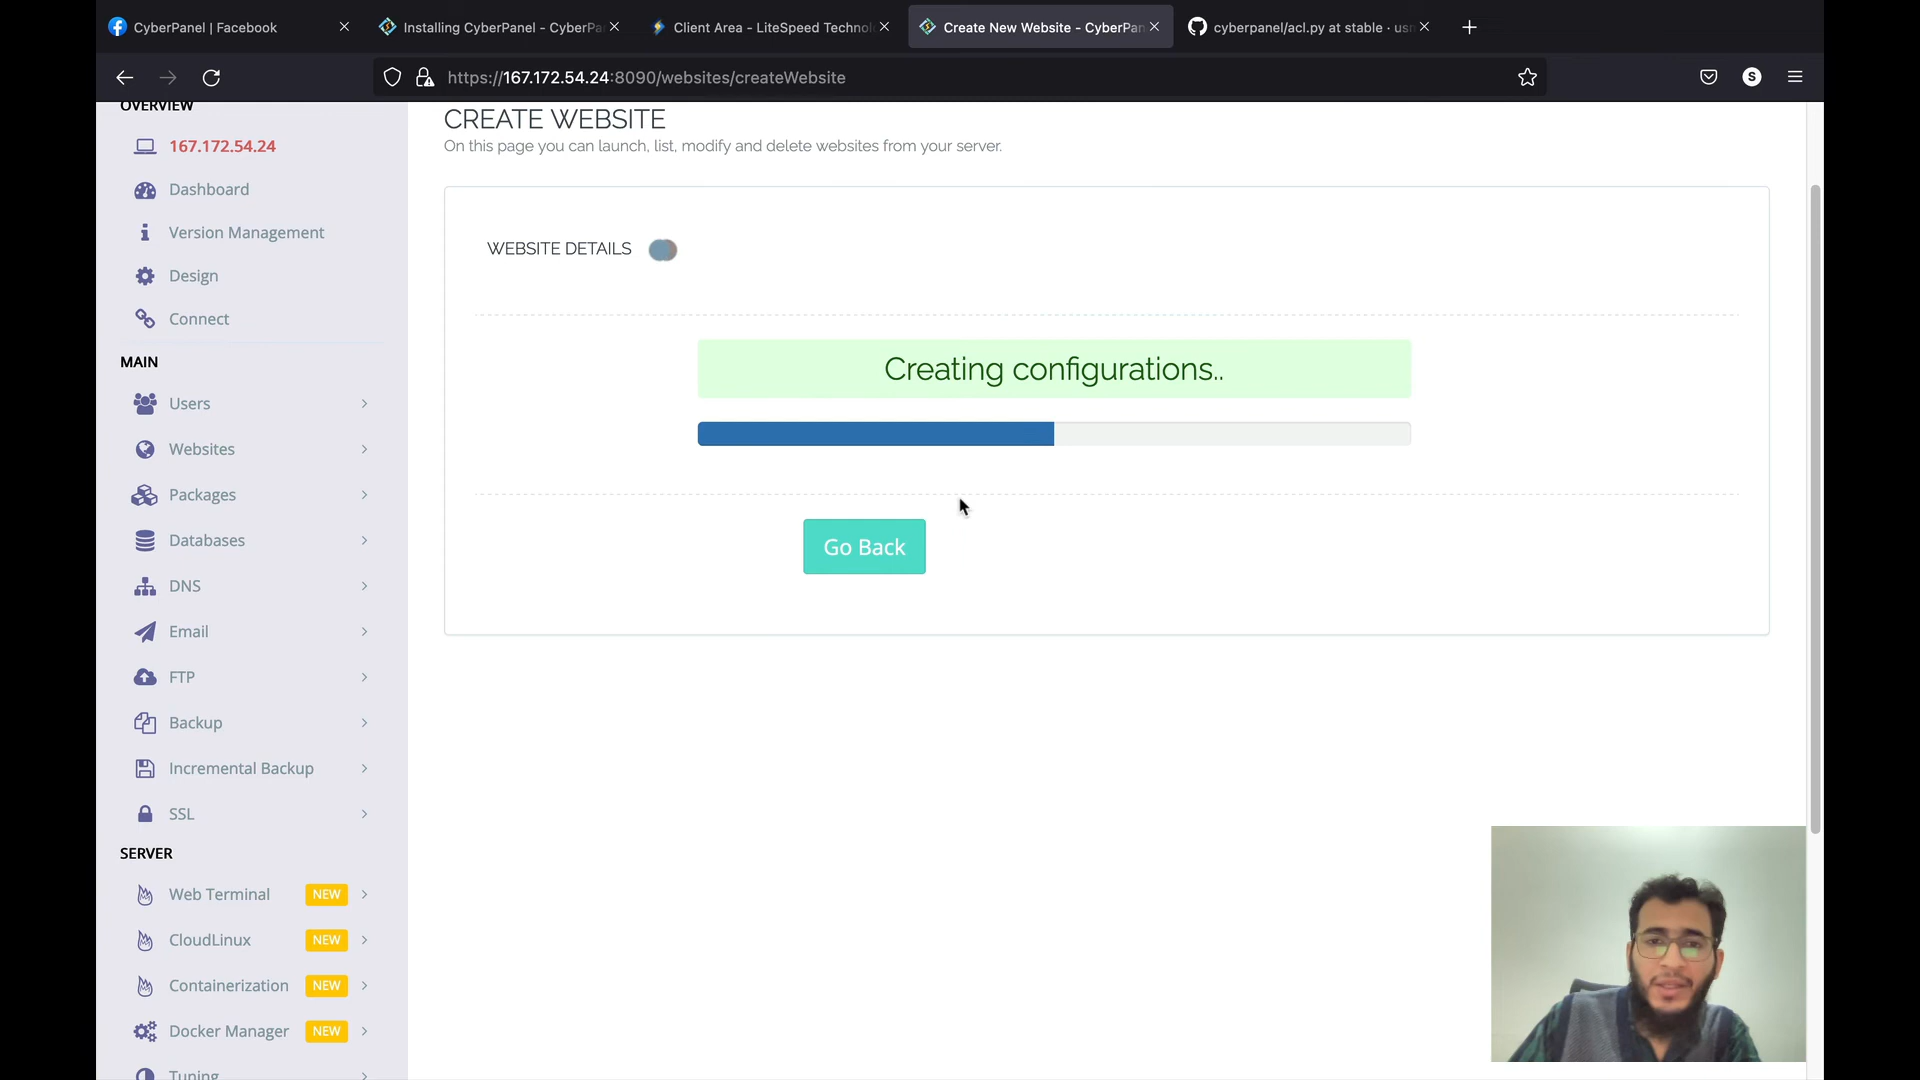 CyberPanel | Facebook
Installing CyberPanel - CyberPa
Client Area - LiteSpeed Technol
Create New Website - CyberPan
cyberpanel/acl.py at stable · usm
https://167.172.54.24:8090/websites/createWebsite
S
OVERVIEW
167.172.54.24
Dashboard
Version Management
Design
Connect
MAIN
Users
Websites
Packages
Databases
DNS
Email
FTP
Backup
Incremental Backup
SSL
SERVER
Web Terminal NEW
CloudLinux NEW
Containerization NEW
Docker Manager NEW
Tuning
CREATE WEBSITE
On this page you can launch, list, modify and delete websites from your server.
WEBSITE DETAILS
Creating configurations..
Go Back